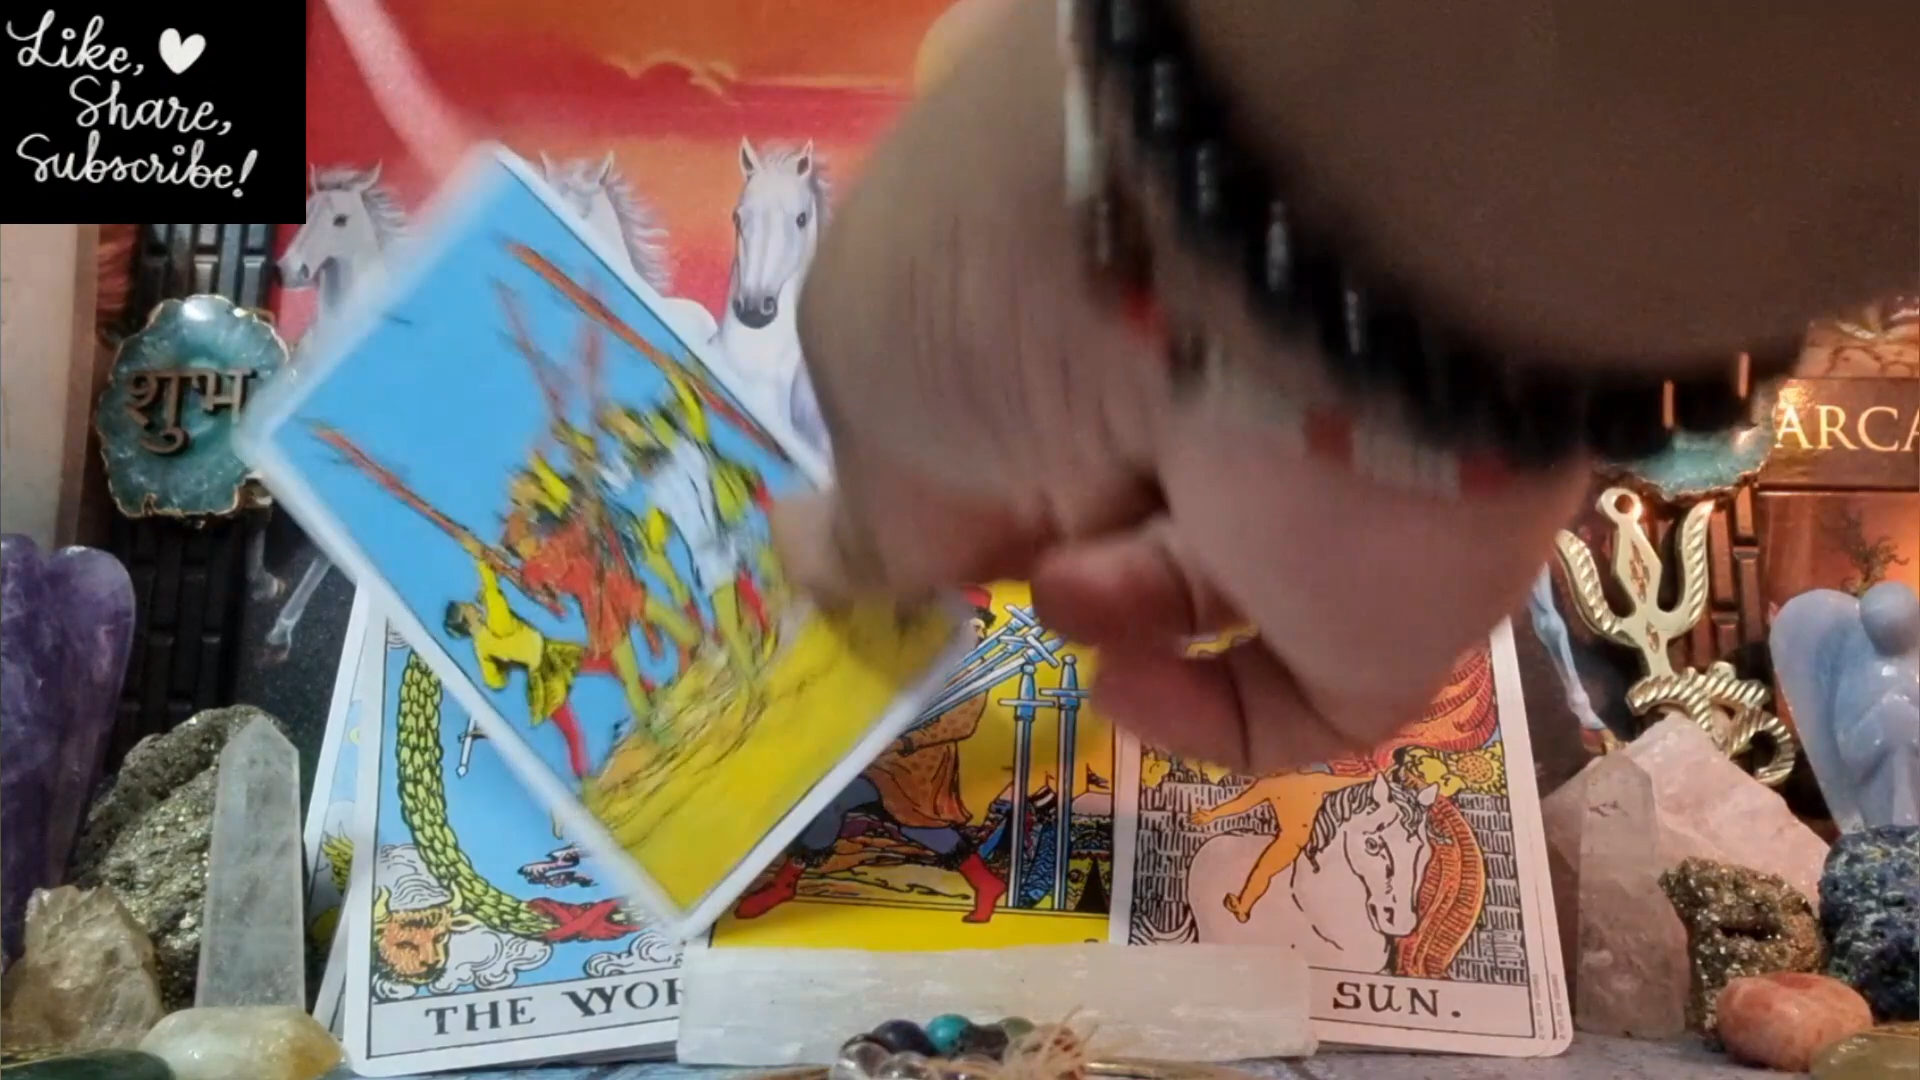 Like,
Share,
Subscribe!
शुभ
ARCA
THE WOR
SUN.